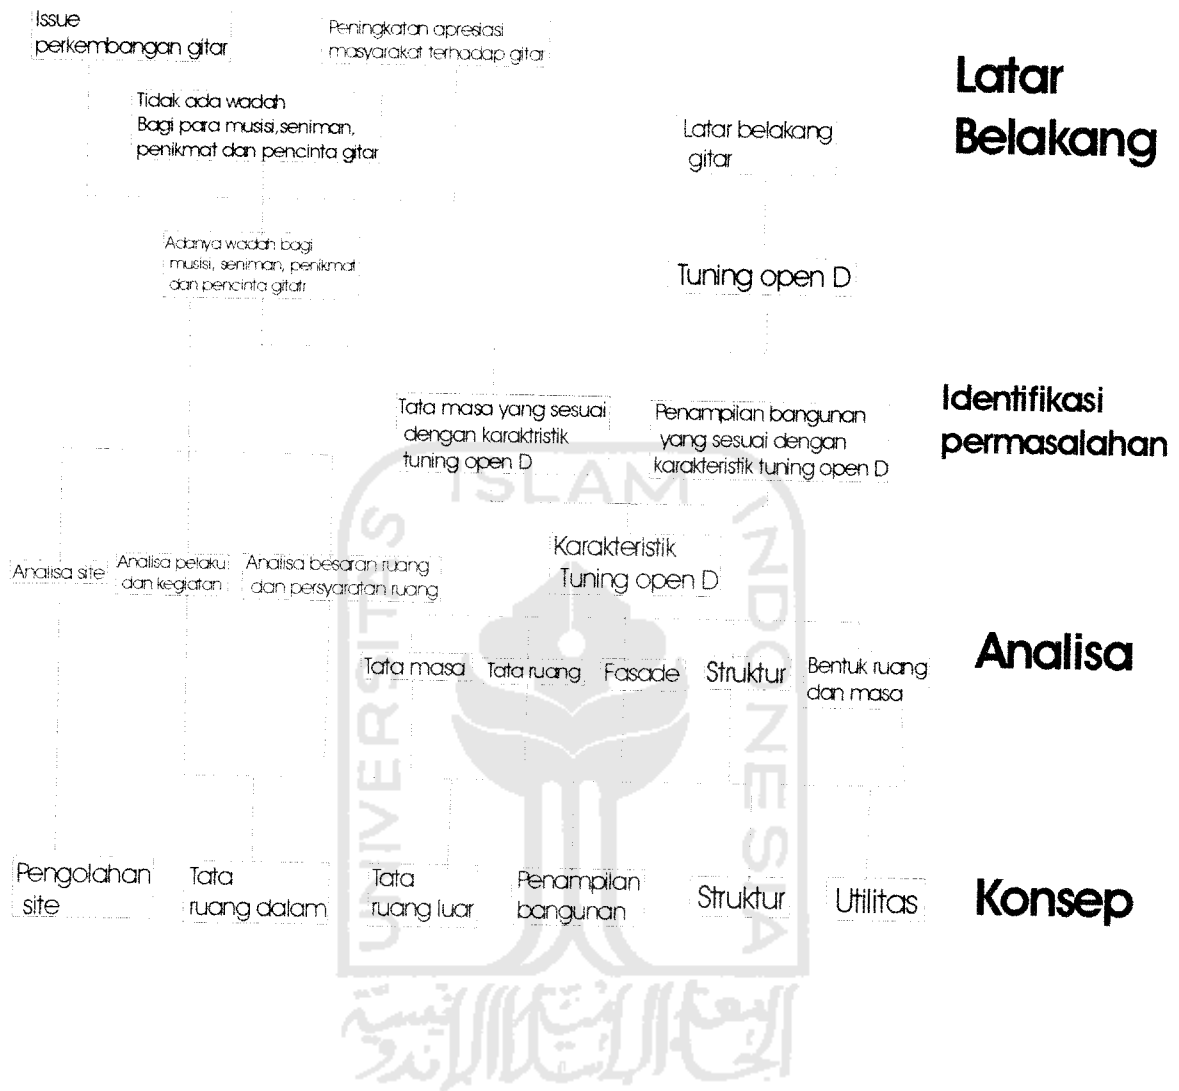 Issue
perkembangan gitar
Peningkatan apresiasi
masyarakat terhadap gitar
Latar
Belakang
Tidak ada wadah
Bagi para musisi,seniman,
penikmat dan pencinta gitar
Latar belakang
gitar
Adanya wadah bagi
musisi, seniman, penikmat
dan pencinta gitatr
Tuning open D
Tata masa yang sesuai
dengan karaktristik
tuning open D
Penampilan bangunan
yang sesuai dengan
karakteristik tuning open D
Identifikasi
permasalahan
Analisa site
Analisa pelaku
dan kegiatan
Analisa besaran ruang
dan persyaratan ruang
Karakteristik
Tuning open D
Tata masa
Tata ruang
Fasade
Struktur
Bentuk ruang
dan masa
Analisa
Pengolahan
site
Tata
ruang dalam
Tata
ruang luar
Penampilan
bangunan
Struktur
Utilitas
Konsep
UNIVERSITAS
ISLAM
INDONESIA